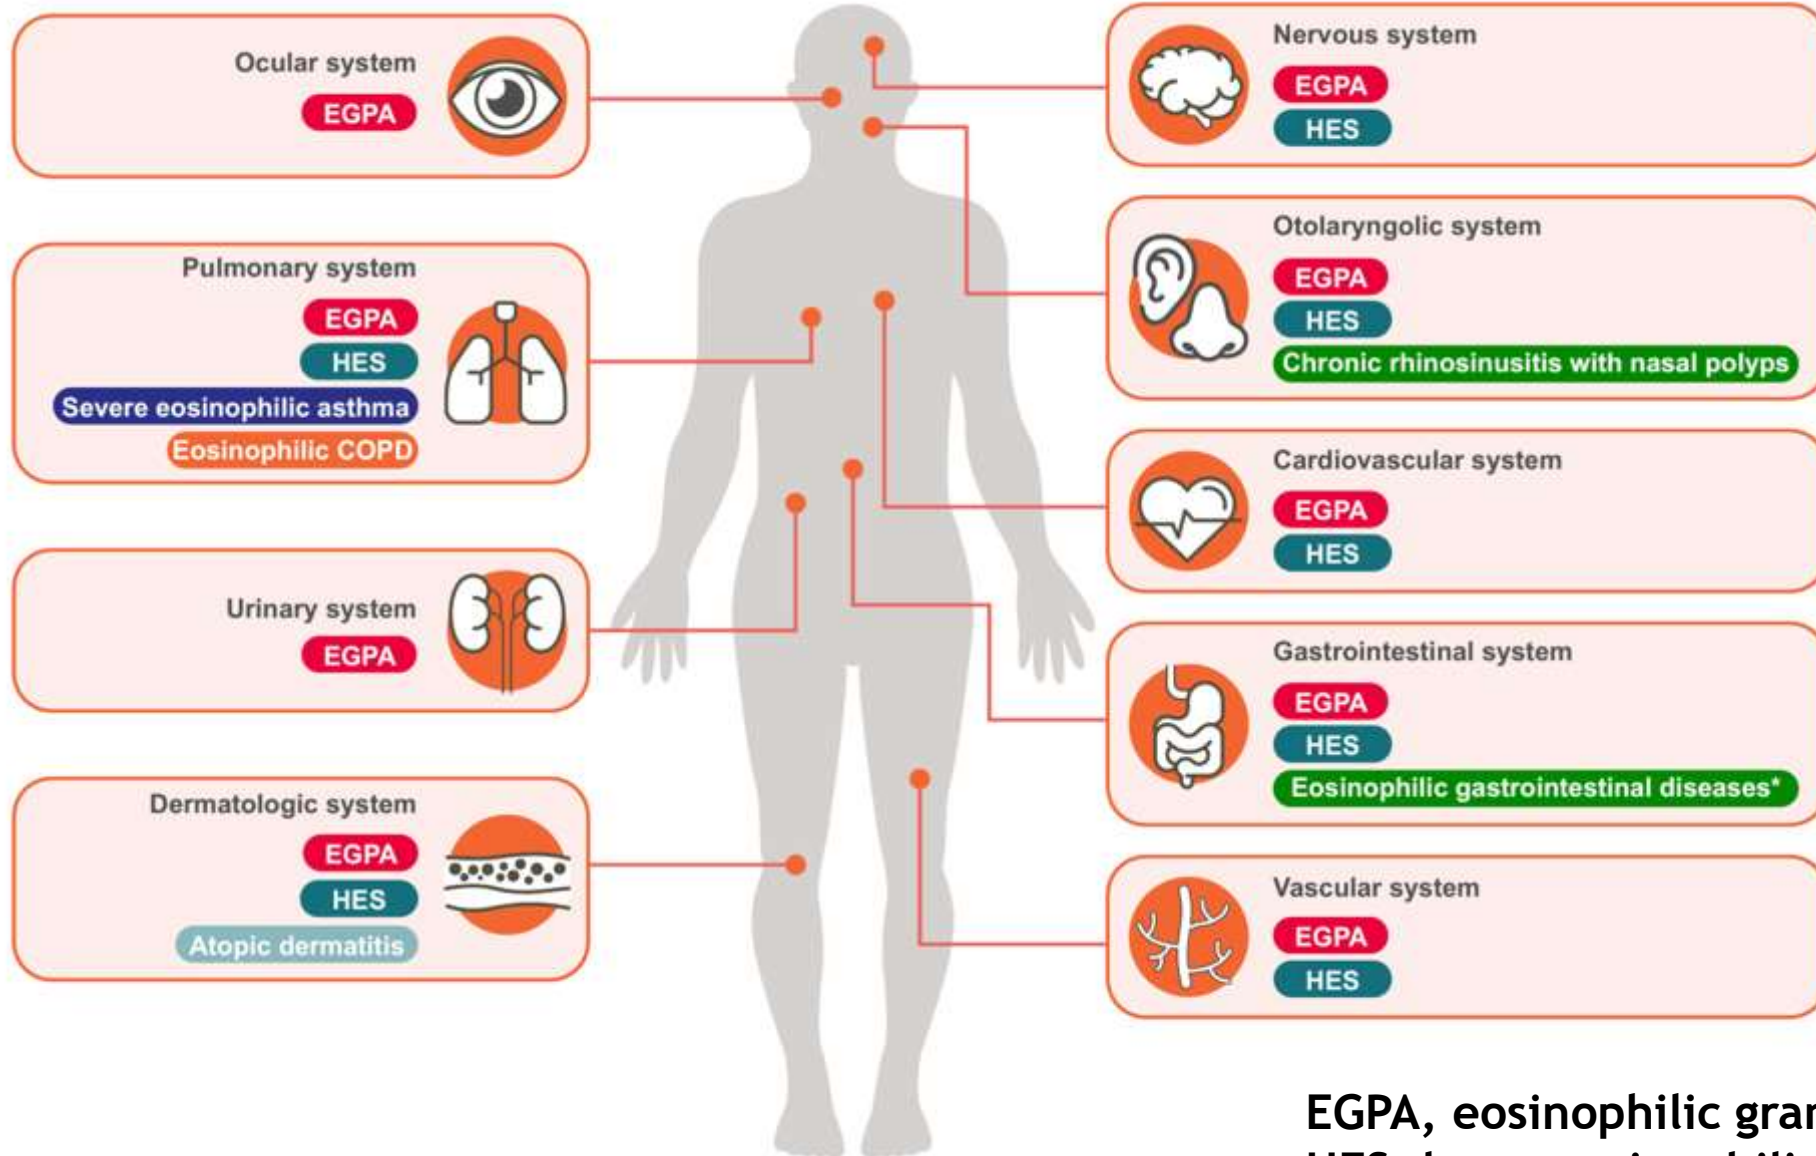 Ocular system
EGPA
Pulmonary system
EGPA
HES
Severe eosinophilic asthma
Eosinophilic COPD
Urinary system
EGPA
Dermatologic system
EGPA
HES
Atopic dermatitis
Nervous system
EGPA
HES
Otolaryngolic system
EGPA
HES
Chronic rhinosinusitis with nasal polyps
Cardiovascular system
EGPA
HES
Gastrointestinal system
EGPA
HES
Eosinophilic gastrointestinal diseases*
Vascular system
EGPA
HES
EGPA, eosinophilic